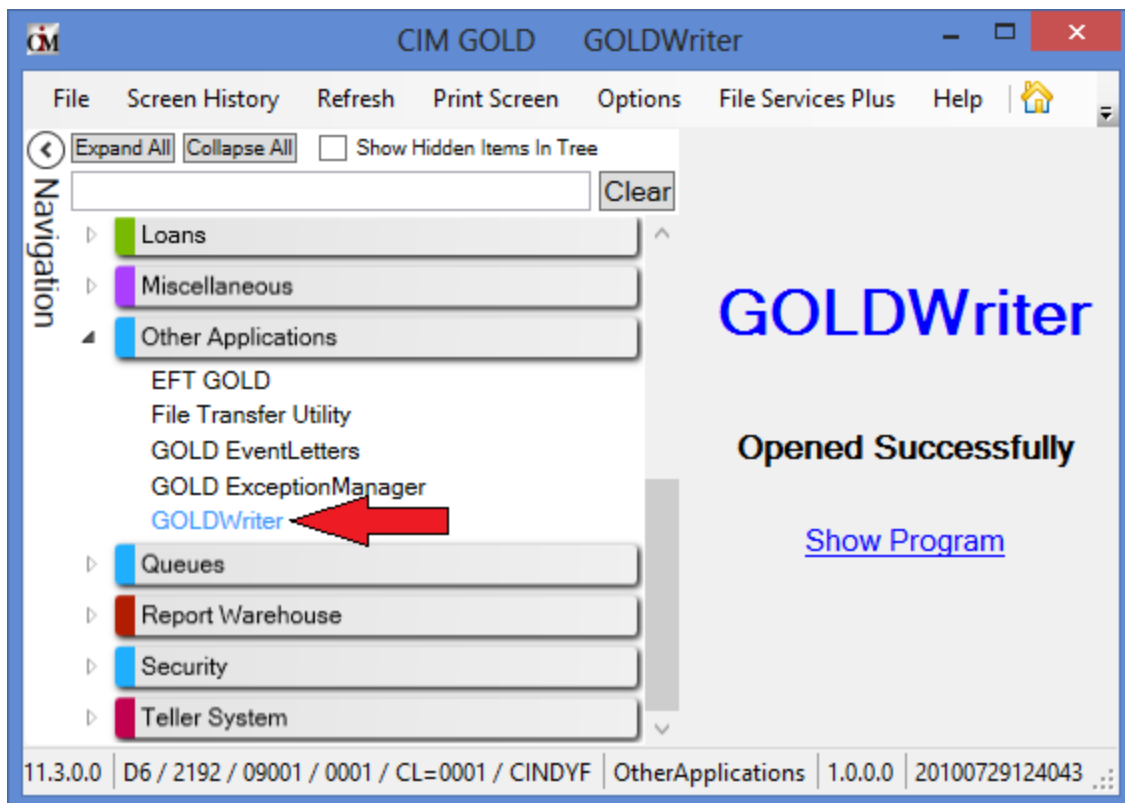 CIM
CIM GOLD GOLDWriter
File Screen History Refresh Print Screen Options File Services Plus Help
Expand All Collapse All Show Hidden Items In Tree
Clear
Navigation
Loans
Miscellaneous
Other Applications
EFT GOLD
File Transfer Utility
GOLD EventLetters
GOLD ExceptionManager
GOLDWriter
Queues
Report Warehouse
Security
Teller System
GOLDWriter
Opened Successfully
Show Program
11.3.0.0 D6 / 2192 / 09001 / 0001 / CL=0001 / CINDYF OtherApplications 1.0.0.0 20100729124043